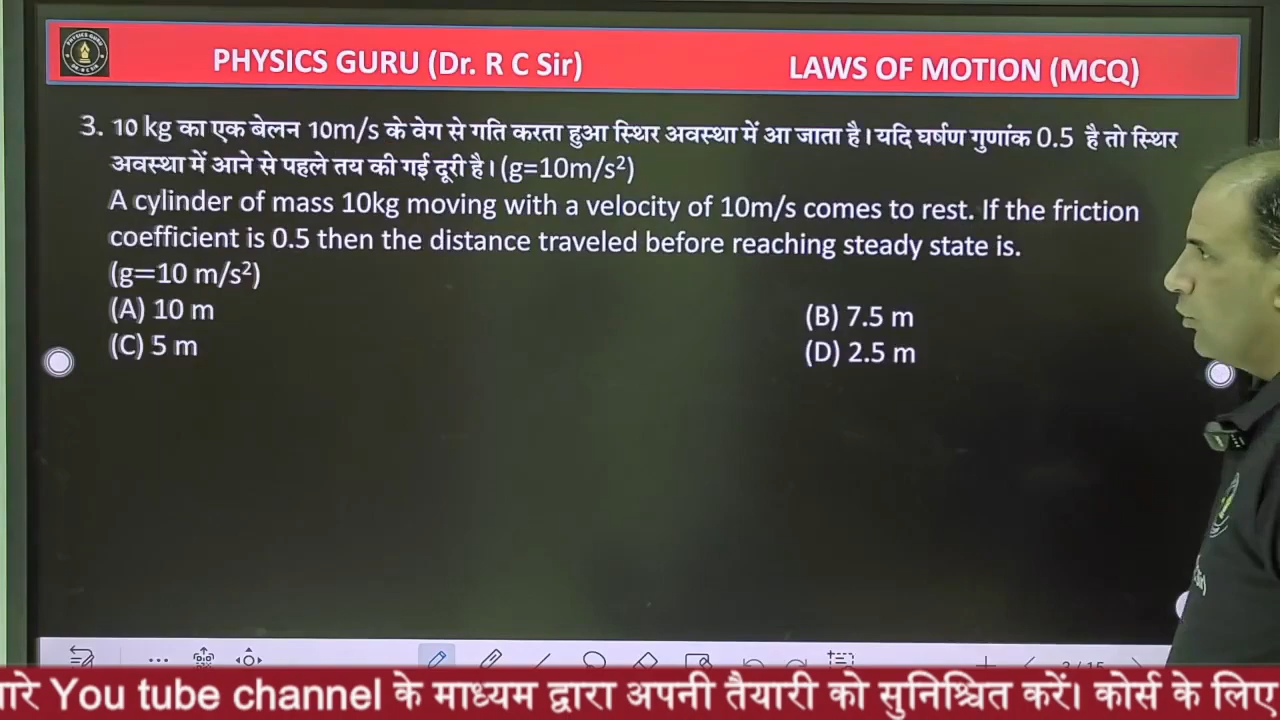 PHYSICS GURU (Dr. R C Sir)
LAWS OF MOTION (MCQ)
3. 10 kg का एक बेलन 10m/s के वेग से गति करता हुआ स्थिर अवस्था में आ जाता है। यदि घर्षण गुणांक 0.5 है तो स्थिर
अवस्था में आने से पहले तय की गई दूरी है। (g=10m/s²)
A cylinder of mass 10kg moving with a velocity of 10m/s comes to rest. If the friction
coefficient is 0.5 then the distance traveled before reaching steady state is.
(g=10 m/s²)
(A) 10 m
(B) 7.5 m
(C) 5 m
(D) 2.5 m
You tube channel के माध्यम द्वारा अपनी तैयारी को सुनिश्चित करें। कोर्स के लिए